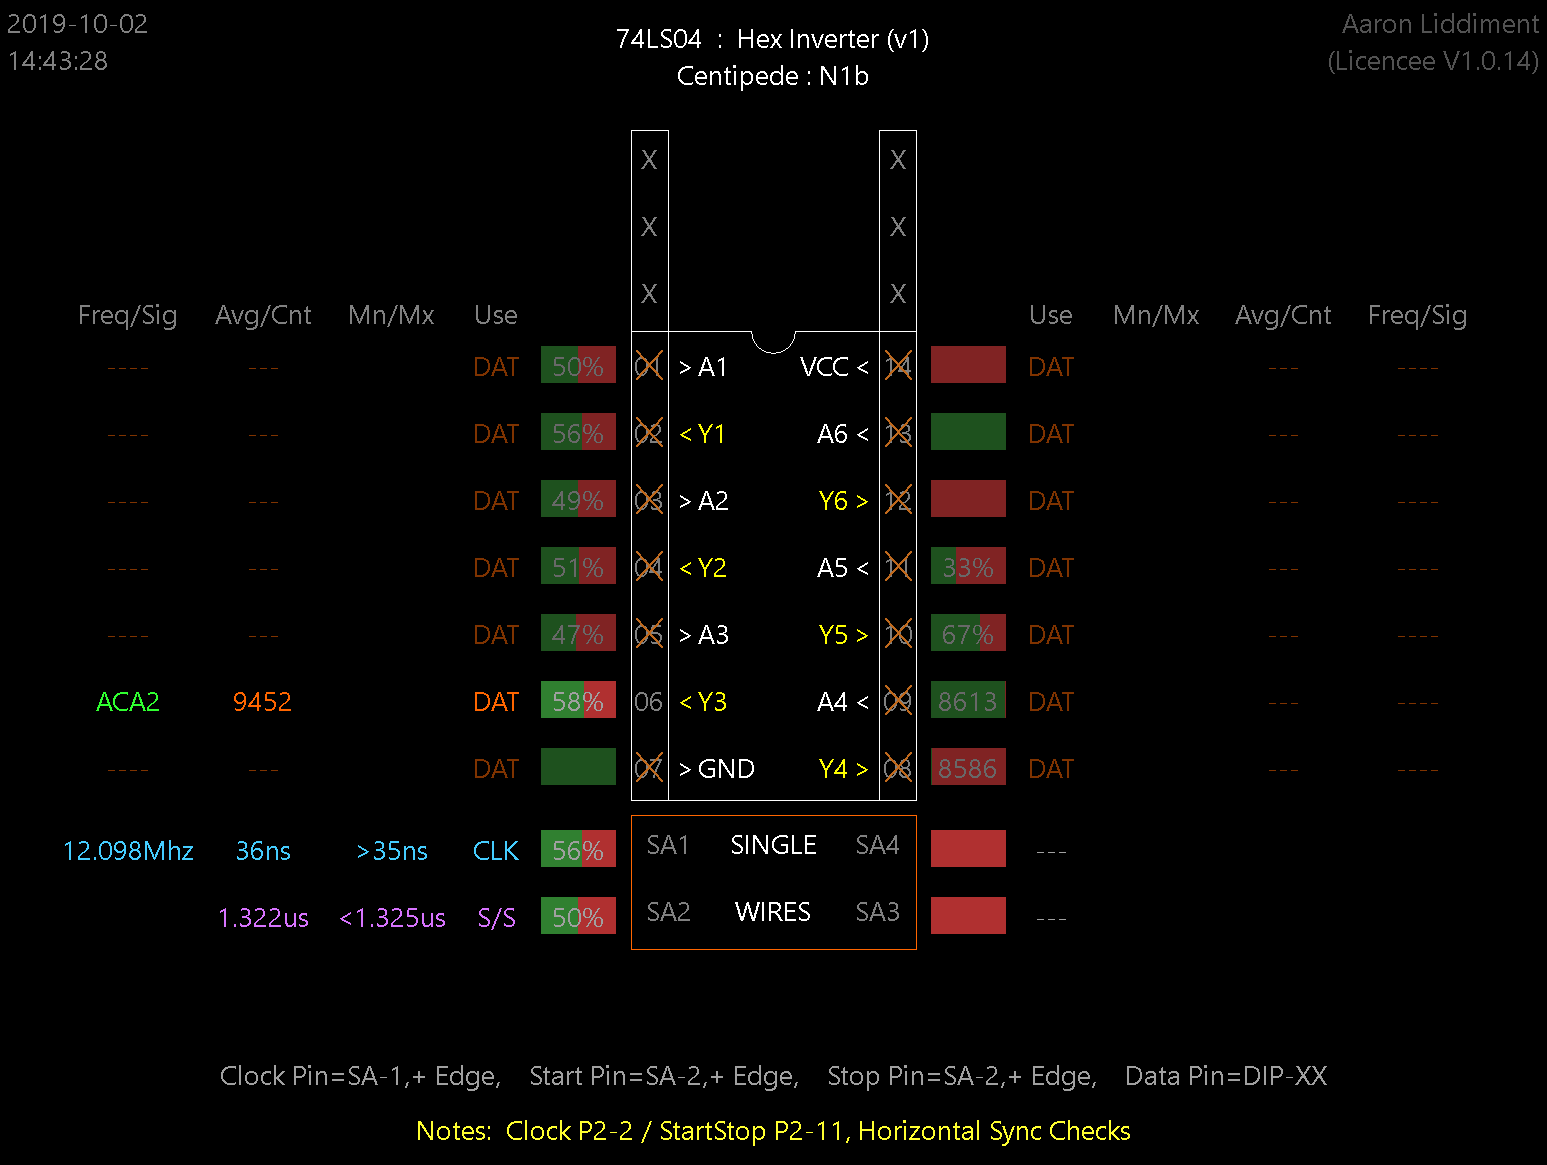 2019-10-02
14:43:28
74LS04 : Hex Inverter (v1)
Centipede : N1b
Aaron Liddiment
(Licencee V1.0.14)
X X
X X
X X
Freq/Sig Avg/Cnt Mn/Mx Use Use Mn/Mx Avg/Cnt Freq/Sig
---- --- DAT 50% 01 > A1 VCC < 14 DAT --- ----
---- --- DAT 56% 02 < Y1 A6 < 13 DAT --- ----
---- --- DAT 49% 03 > A2 Y6 > 12 DAT --- ----
---- --- DAT 51% 04 < Y2 A5 < 11 33% DAT --- ----
---- --- DAT 47% 05 > A3 Y5 > 10 67% DAT --- ----
ACA2 9452 DAT 58% 06 < Y3 A4 < 09 8613 DAT --- ----
---- --- DAT 07 > GND Y4 > 08 8586 DAT --- ----
12.098Mhz 36ns >35ns CLK 56% SA1 SINGLE SA4 ---
1.322us <1.325us S/S 50% SA2 WIRES SA3 ---
Clock Pin=SA-1,+ Edge, Start Pin=SA-2,+ Edge, Stop Pin=SA-2,+ Edge, Data Pin=DIP-XX
Notes: Clock P2-2 / StartStop P2-11, Horizontal Sync Checks